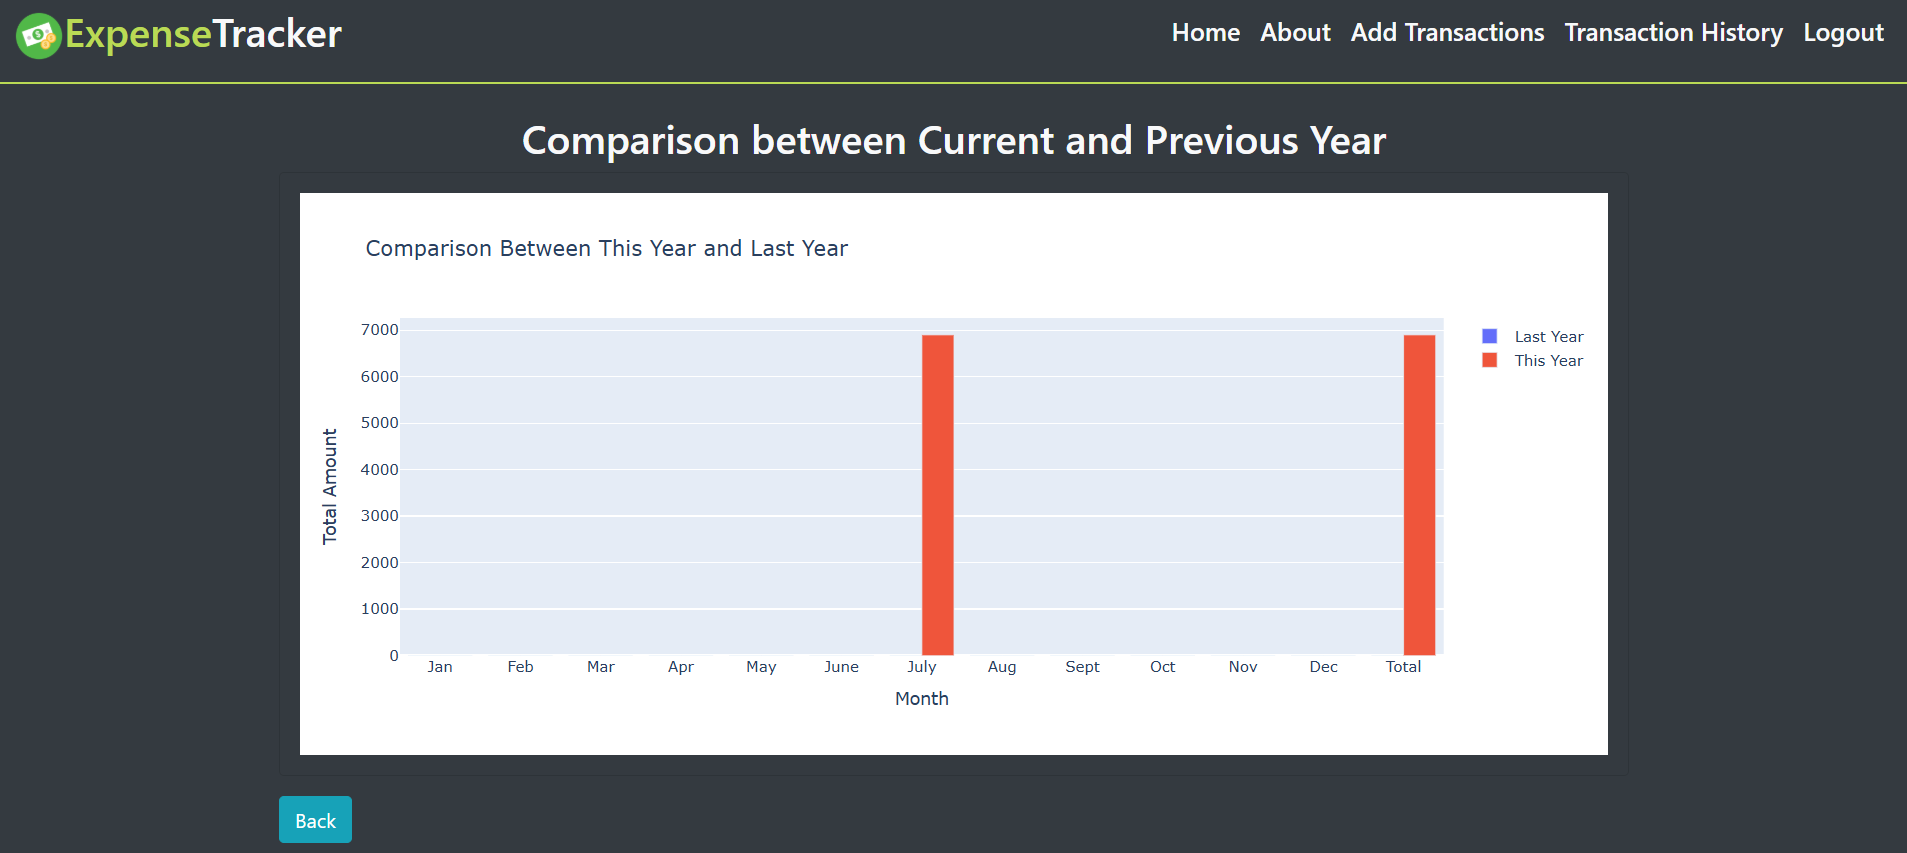 ExpenseTracker
Home About Add Transactions Transaction History Logout
Comparison between Current and Previous Year
Comparison Between This Year and Last Year
Last Year
This Year
Total Amount
7000
6000
5000
4000
3000
2000
1000
0
Jan Feb Mar Apr May June July Aug Sept Oct Nov Dec Total
Month
Back